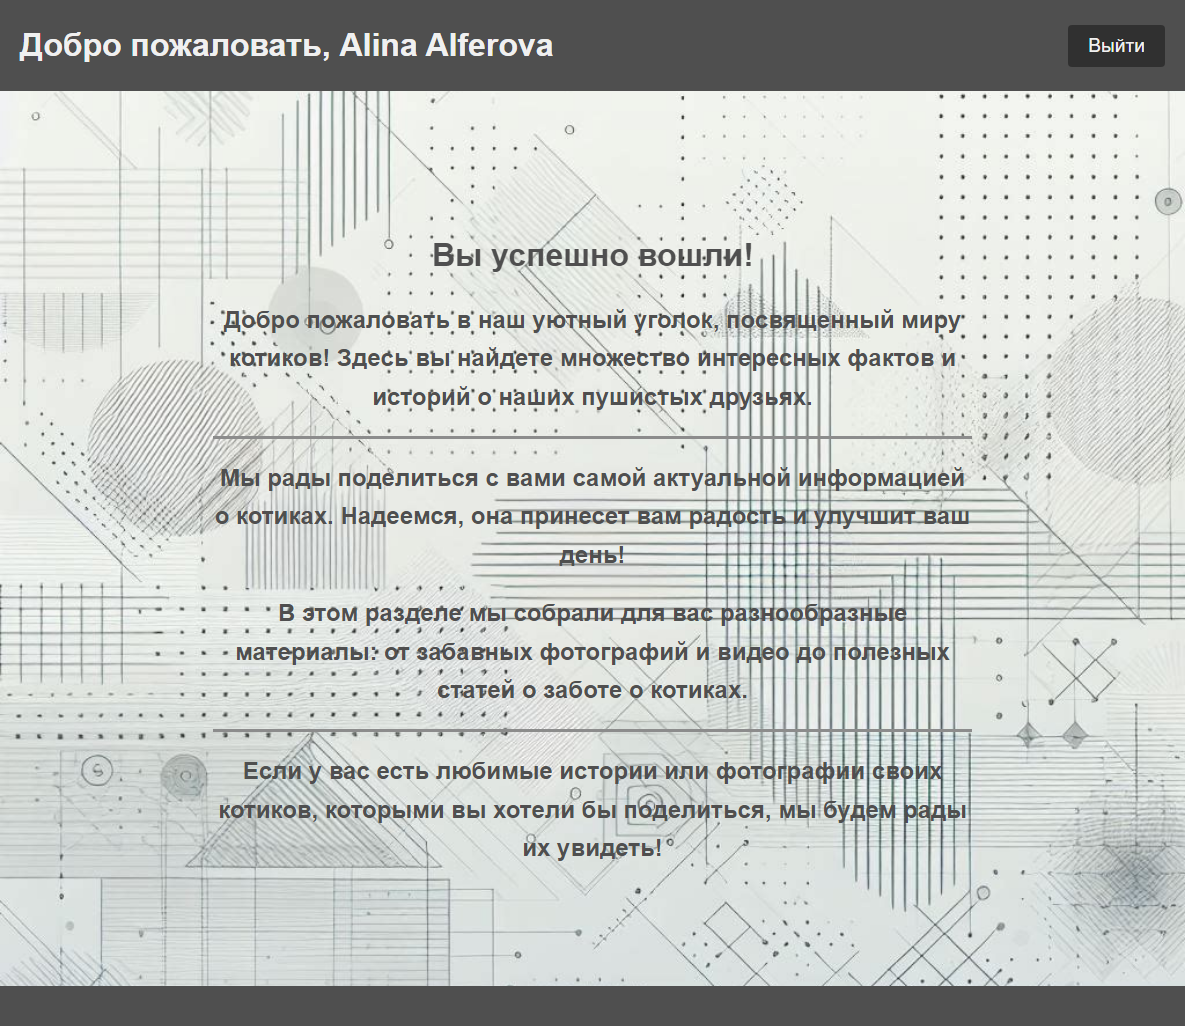 Добро пожаловать, Alina Alferova
Выйти
Вы успешно вошли!
Добро пожаловать в наш уютный уголок, посвященный миру
котиков! Здесь вы найдете множество интересных фактов и
историй о наших пушистых друзьях.
Мы рады поделиться с вами самой актуальной информацией
о котиках. Надеемся, она принесет вам радость и улучшит ваш
день!
В этом разделе мы собрали для вас разнообразные
материалы: от забавных фотографий и видео до полезных
статей о заботе о котиках.
Если у вас есть любимые истории или фотографии своих
котиков, которыми вы хотели бы поделиться, мы будем рады
их увидеть!